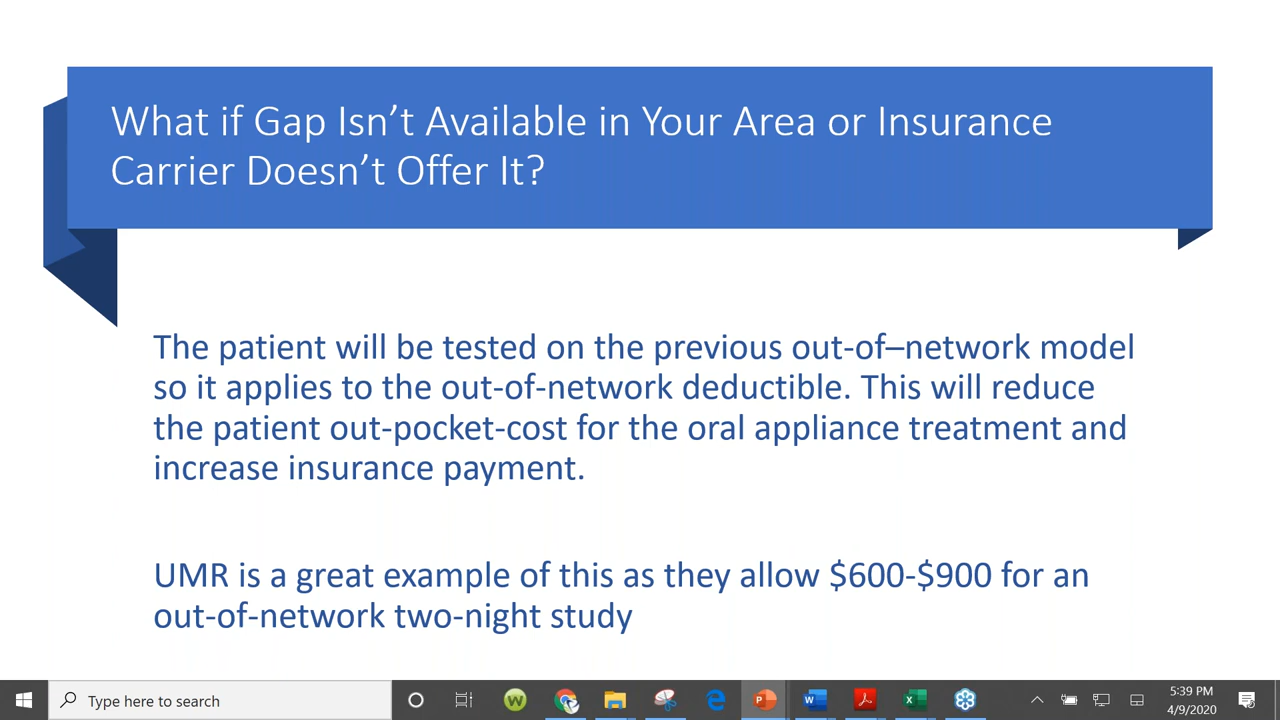 What if Gap Isn’t Available in Your Area or Insurance
Carrier Doesn’t Offer It?
The patient will be tested on the previous out-of–network model
so it applies to the out-of-network deductible. This will reduce
the patient out-pocket-cost for the oral appliance treatment and
increase insurance payment.
UMR is a great example of this as they allow $600-$900 for an
out-of-network two-night study
Type here to search
5:39 PM
4/9/2020